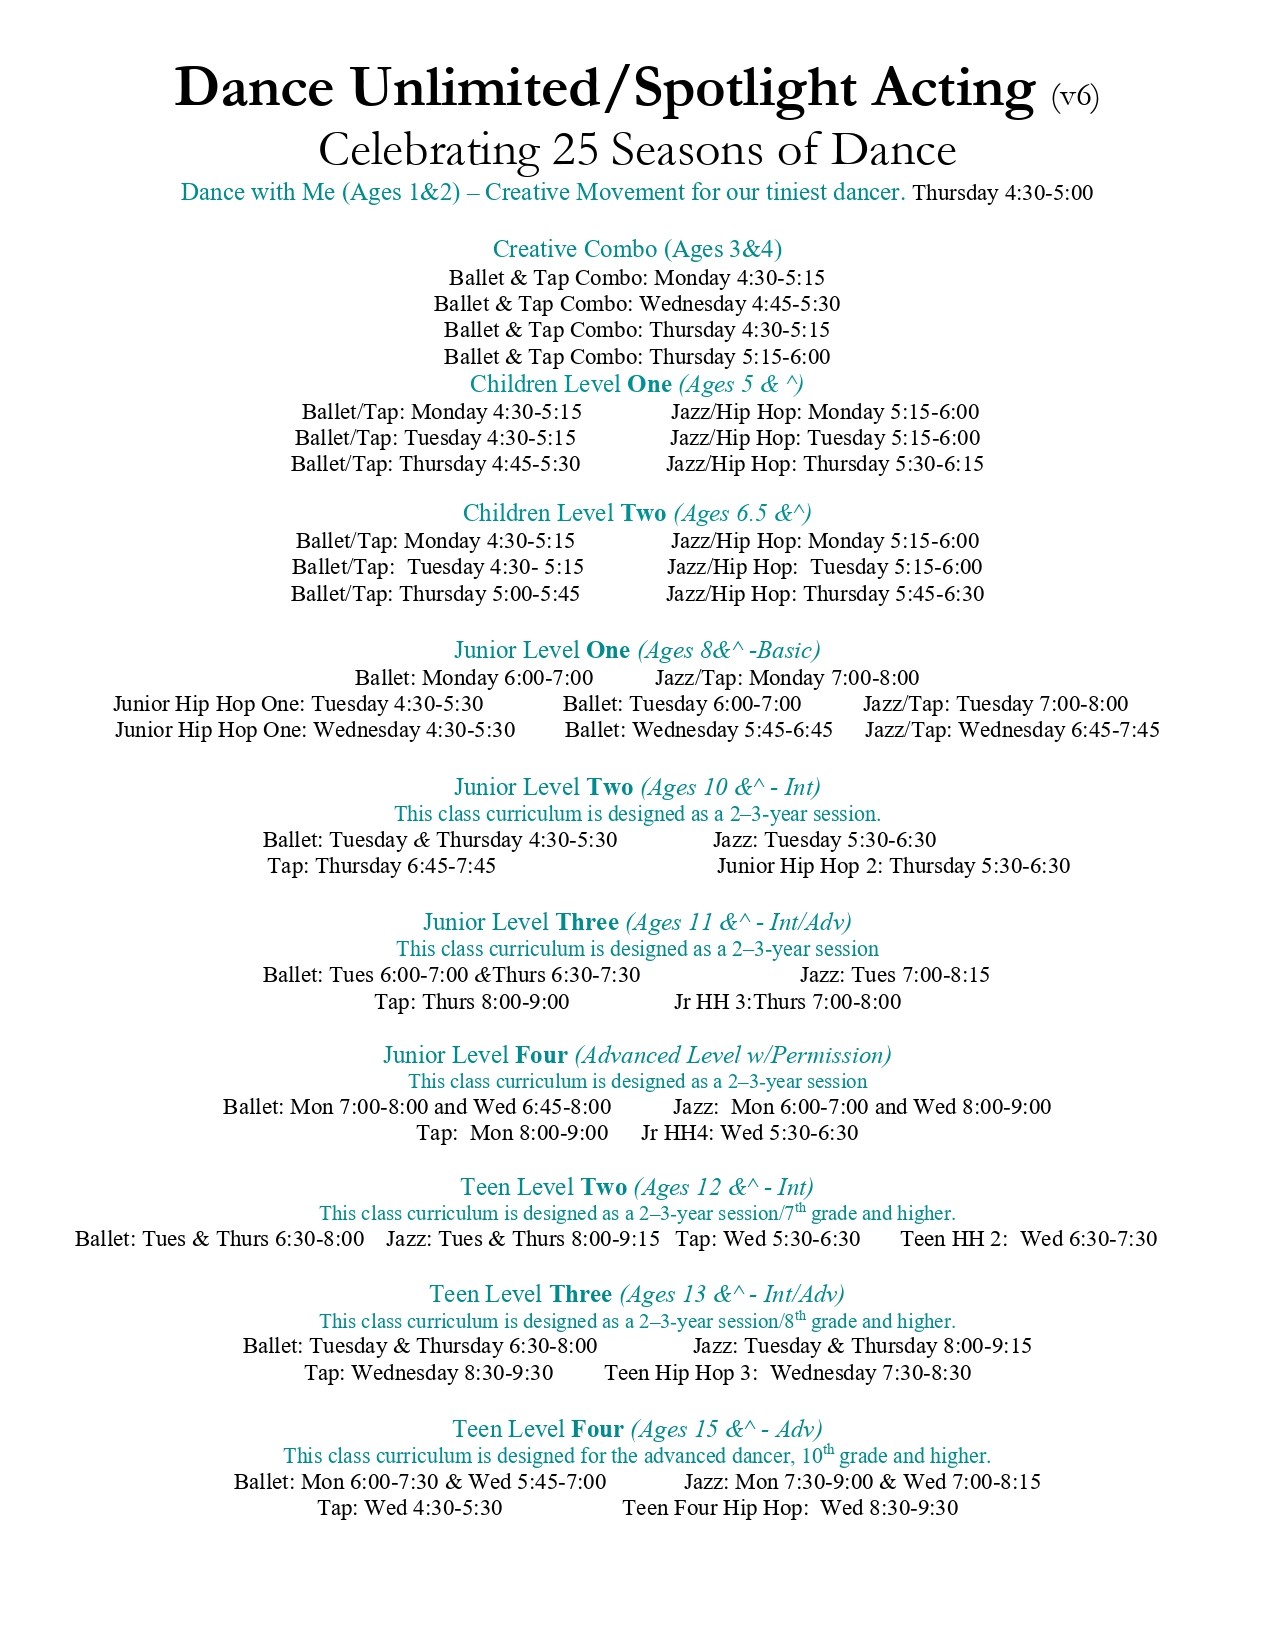 Dance Unlimited/Spotlight Acting (v6)
Celebrating 25 Seasons of Dance
Dance with Me (Ages 1&2) – Creative Movement for our tiniest dancer. Thursday 4:30-5:00
Creative Combo (Ages 3&4)
Ballet & Tap Combo: Monday 4:30-5:15
Ballet & Tap Combo: Wednesday 4:45-5:30
Ballet & Tap Combo: Thursday 4:30-5:15
Ballet & Tap Combo: Thursday 5:15-6:00
Children Level One (Ages 5 & ^)
Ballet/Tap: Monday 4:30-5:15 Jazz/Hip Hop: Monday 5:15-6:00
Ballet/Tap: Tuesday 4:30-5:15 Jazz/Hip Hop: Tuesday 5:15-6:00
Ballet/Tap: Thursday 4:45-5:30 Jazz/Hip Hop: Thursday 5:30-6:15
Children Level Two (Ages 6.5 &^)
Ballet/Tap: Monday 4:30-5:15 Jazz/Hip Hop: Monday 5:15-6:00
Ballet/Tap: Tuesday 4:30- 5:15 Jazz/Hip Hop: Tuesday 5:15-6:00
Ballet/Tap: Thursday 5:00-5:45 Jazz/Hip Hop: Thursday 5:45-6:30
Junior Level One (Ages 8&^ -Basic)
Ballet: Monday 6:00-7:00 Jazz/Tap: Monday 7:00-8:00
Junior Hip Hop One: Tuesday 4:30-5:30 Ballet: Tuesday 6:00-7:00 Jazz/Tap: Tuesday 7:00-8:00
Junior Hip Hop One: Wednesday 4:30-5:30 Ballet: Wednesday 5:45-6:45 Jazz/Tap: Wednesday 6:45-7:45
Junior Level Two (Ages 10 &^ - Int)
This class curriculum is designed as a 2–3-year session.
Ballet: Tuesday & Thursday 4:30-5:30 Jazz: Tuesday 5:30-6:30
Tap: Thursday 6:45-7:45 Junior Hip Hop 2: Thursday 5:30-6:30
Junior Level Three (Ages 11 &^ - Int/Adv)
This class curriculum is designed as a 2–3-year session
Ballet: Tues 6:00-7:00 &Thurs 6:30-7:30 Jazz: Tues 7:00-8:15
Tap: Thurs 8:00-9:00 Jr HH 3:Thurs 7:00-8:00
Junior Level Four (Advanced Level w/Permission)
This class curriculum is designed as a 2–3-year session
Ballet: Mon 7:00-8:00 and Wed 6:45-8:00 Jazz: Mon 6:00-7:00 and Wed 8:00-9:00
Tap: Mon 8:00-9:00 Jr HH4: Wed 5:30-6:30
Teen Level Two (Ages 12 &^ - Int)
This class curriculum is designed as a 2–3-year session/7th grade and higher.
Ballet: Tues & Thurs 6:30-8:00 Jazz: Tues & Thurs 8:00-9:15 Tap: Wed 5:30-6:30 Teen HH 2: Wed 6:30-7:30
Teen Level Three (Ages 13 &^ - Int/Adv)
This class curriculum is designed as a 2–3-year session/8th grade and higher.
Ballet: Tuesday & Thursday 6:30-8:00 Jazz: Tuesday & Thursday 8:00-9:15
Tap: Wednesday 8:30-9:30 Teen Hip Hop 3: Wednesday 7:30-8:30
Teen Level Four (Ages 15 &^ - Adv)
This class curriculum is designed for the advanced dancer, 10th grade and higher.
Ballet: Mon 6:00-7:30 & Wed 5:45-7:00 Jazz: Mon 7:30-9:00 & Wed 7:00-8:15
Tap: Wed 4:30-5:30 Teen Four Hip Hop: Wed 8:30-9:30